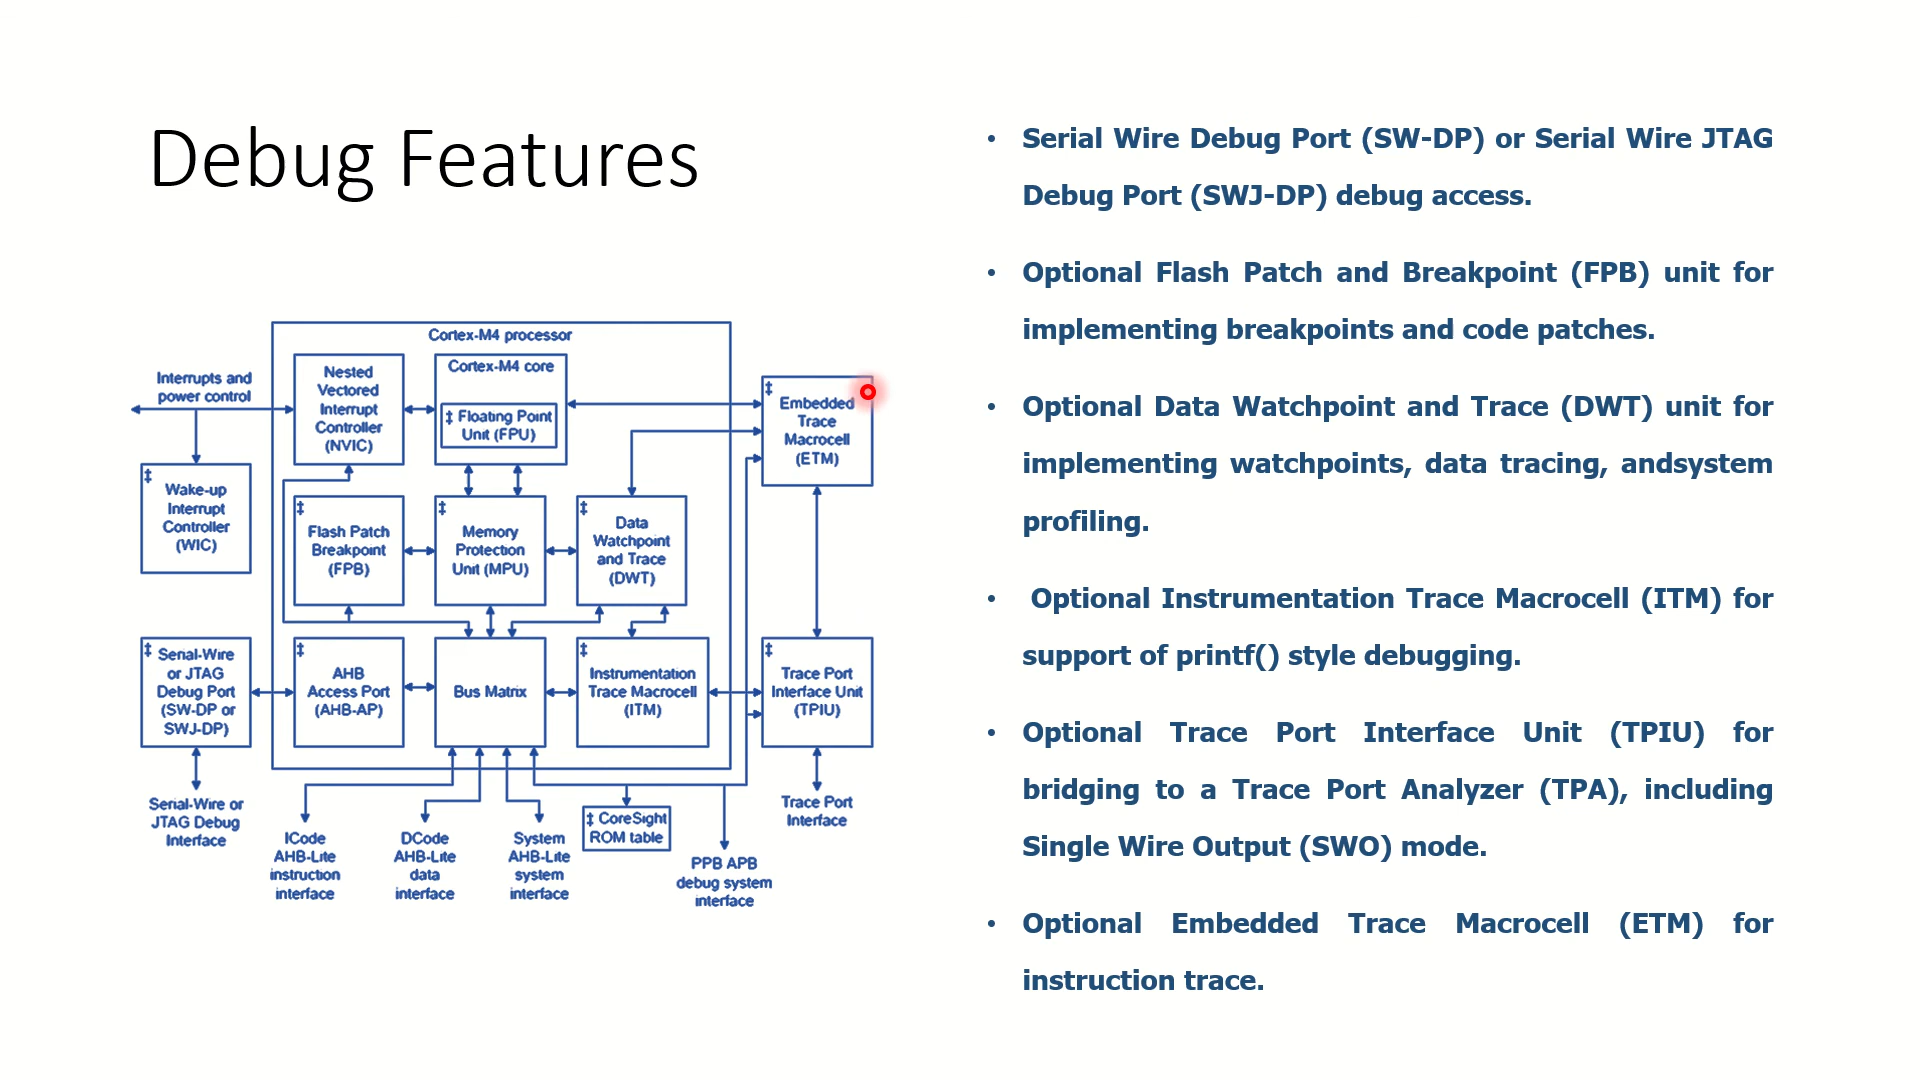 Debug Features
Cortex-M4 processor
Interrupts and
power control
Nested
Vectored
Interrupt
Controller
(NVIC)
Cortex-M4 core
‡ Floating Point
Unit (FPU)
‡
Embedded
Trace
Macrocell
(ETM)
‡
Wake-up
Interrupt
Controller
(WIC)
‡
Flash Patch
Breakpoint
(FPB)
‡
Memory
Protection
Unit (MPU)
‡
Data
Watchpoint
and Trace
(DWT)
‡ Serial-Wire
or JTAG
Debug Port
(SW-DP or
SWJ-DP)
‡
AHB
Access Port
(AHB-AP)
Bus Matrix
‡
Instrumentation
Trace Macrocell
(ITM)
‡
Trace Port
Interface Unit
(TPIU)
Serial-Wire or
JTAG Debug
Interface
ICode
AHB-Lite
instruction
interface
DCode
AHB-Lite
data
interface
System
AHB-Lite
system
interface
‡ CoreSight
ROM table
PPB APB
debug system
interface
Trace Port
Interface
• Serial Wire Debug Port (SW-DP) or Serial Wire JTAG
Debug Port (SWJ-DP) debug access.
• Optional Flash Patch and Breakpoint (FPB) unit for
implementing breakpoints and code patches.
• Optional Data Watchpoint and Trace (DWT) unit for
implementing watchpoints, data tracing, andsystem
profiling.
• Optional Instrumentation Trace Macrocell (ITM) for
support of printf() style debugging.
• Optional Trace Port Interface Unit (TPIU) for
bridging to a Trace Port Analyzer (TPA), including
Single Wire Output (SWO) mode.
• Optional Embedded Trace Macrocell (ETM) for
instruction trace.